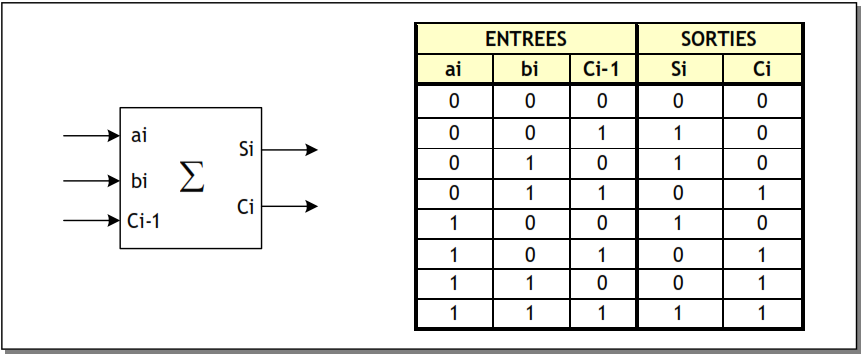 ai
bi
Ci-1
∑
Si
Ci
ENTREES SORTIES
ai bi Ci-1 Si Ci
0 0 0 0 0
0 0 1 1 0
0 1 0 1 0
0 1 1 0 1
1 0 0 1 0
1 0 1 0 1
1 1 0 0 1
1 1 1 1 1